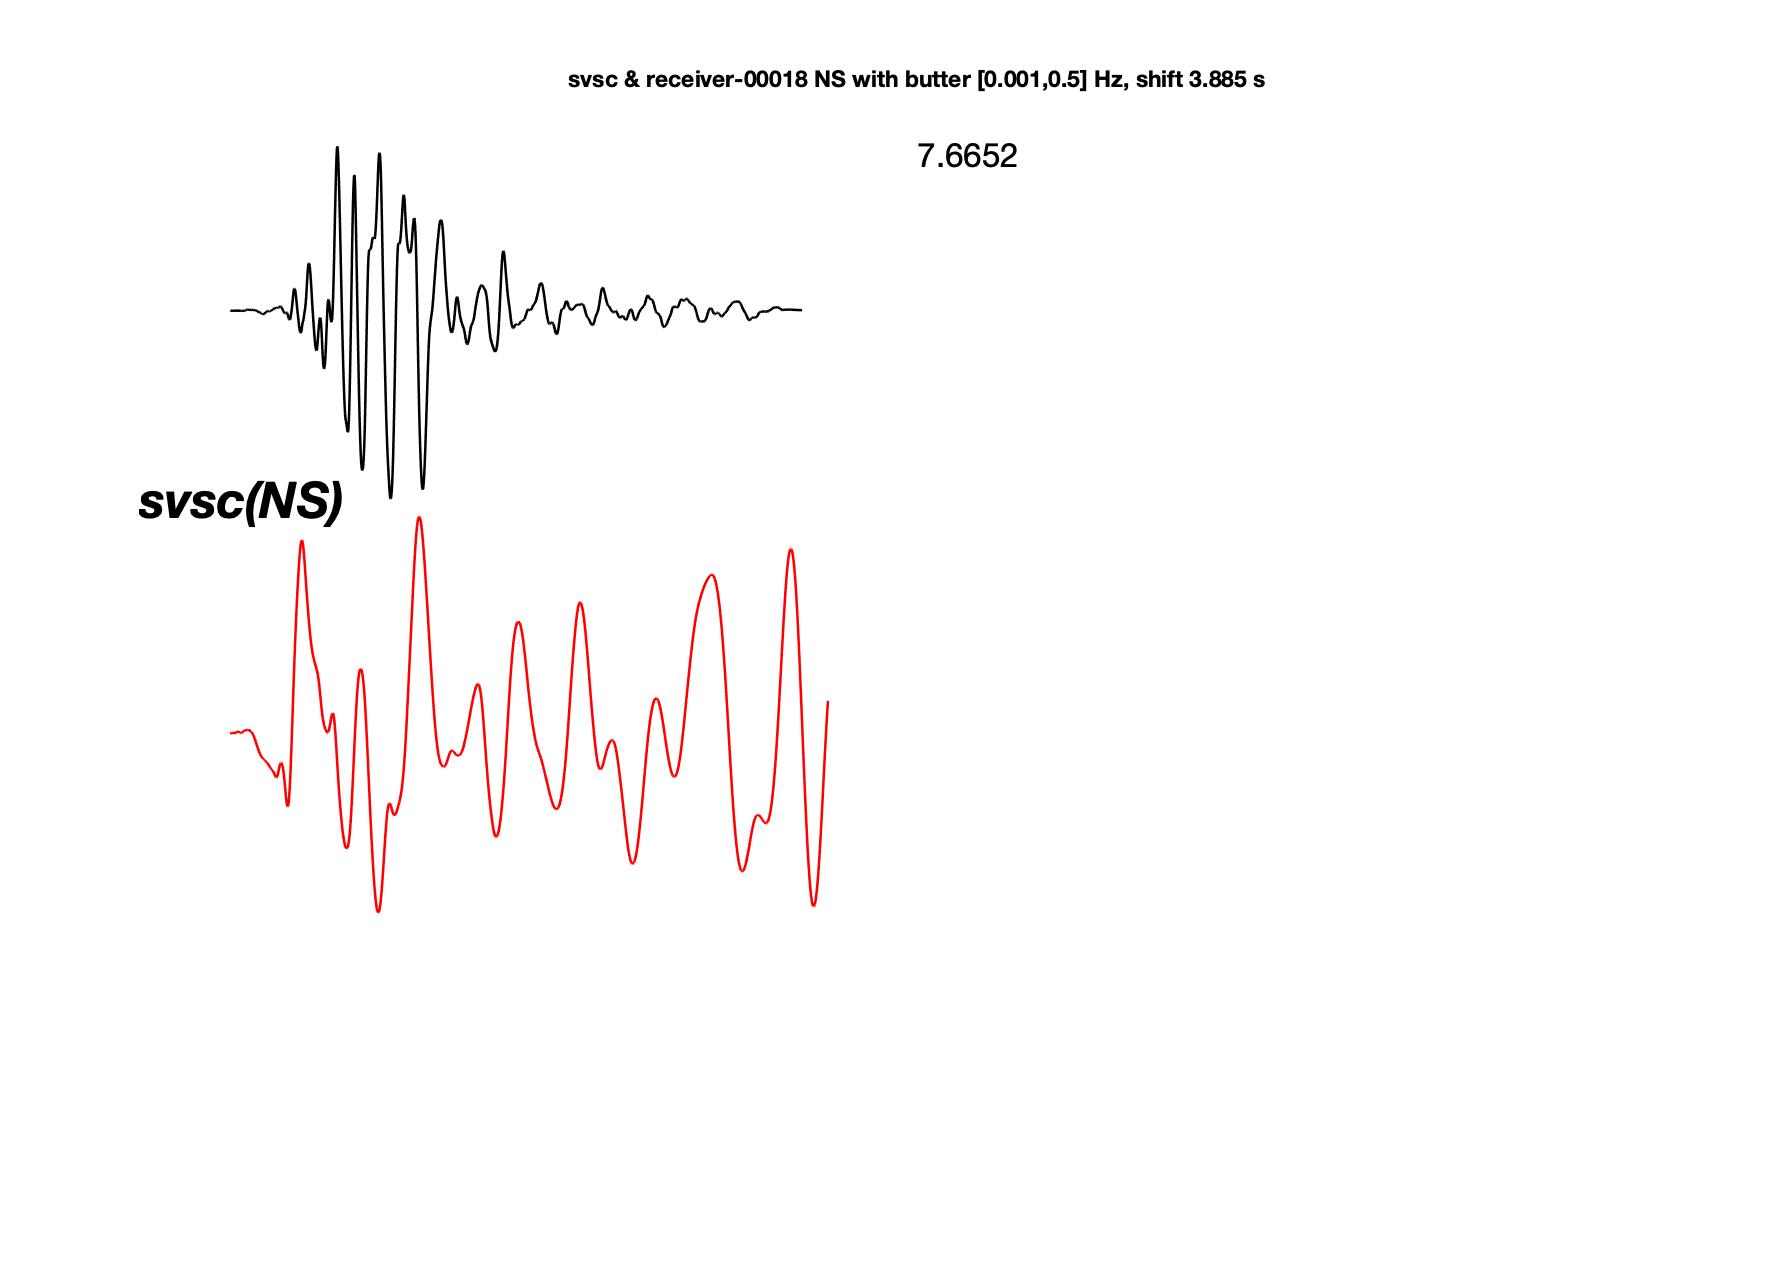 svsc & receiver-00018 NS with butter [0.001,0.5] Hz, shift 3.885 s
7.6652
svsc(NS)